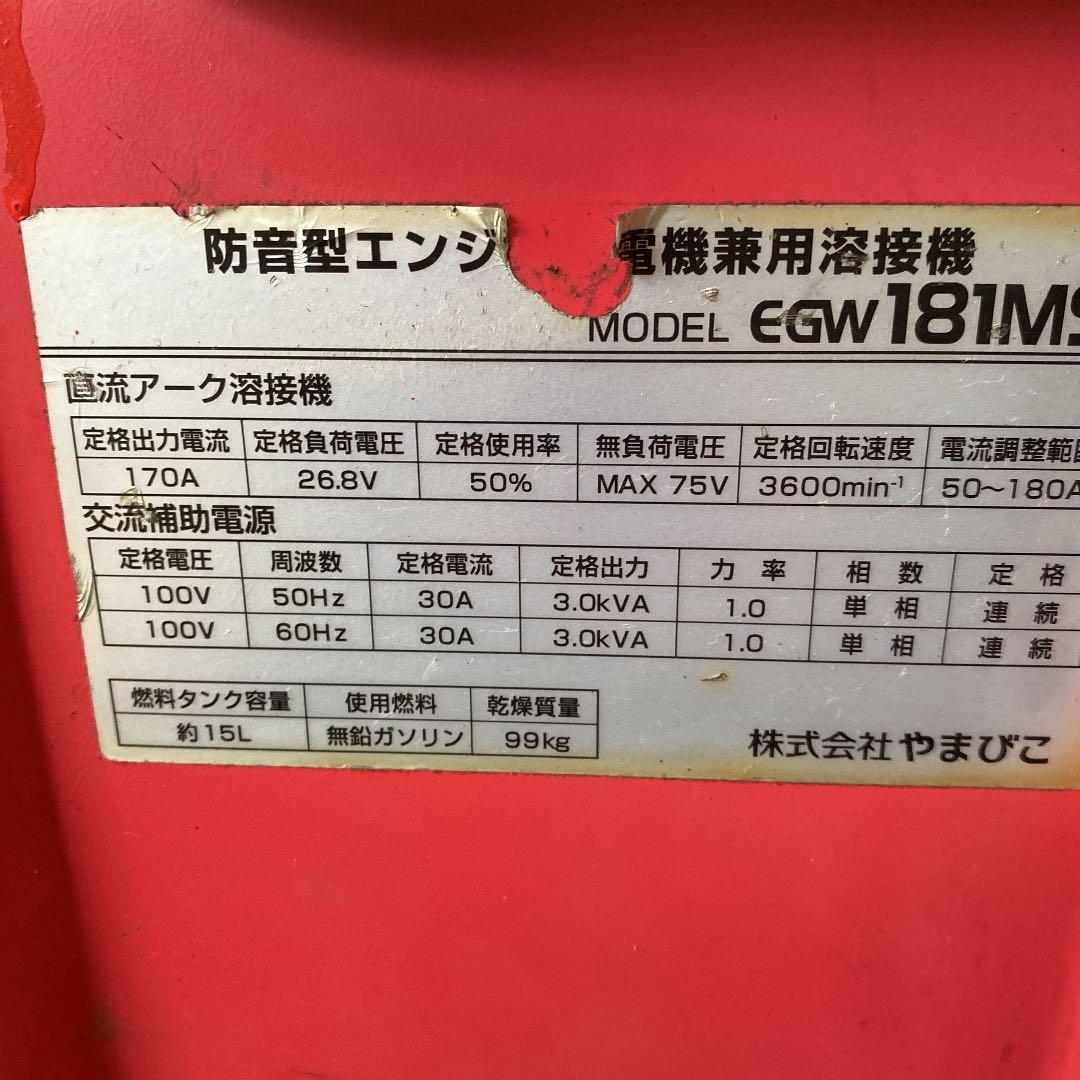 防音型エンジ 電機兼用溶接機
MODEL EGW181MS
直流アーク溶接機
定格出力電流 定格負荷電圧 定格使用率 無負荷電圧 定格回転速度 電流調整範囲
170A 26.8V 50% MAX 75V 3600min-1 50～180A
交流補助電源
定格電圧 周波数 定格電流 定格出力 力率 相数 定格
100V 50Hz 30A 3.0kVA 1.0 単相 連続
100V 60Hz 30A 3.0kVA 1.0 単相 連続
燃料タンク容量 使用燃料 乾燥質量
約15L 無鉛ガソリン 99kg
株式会社やまびこ